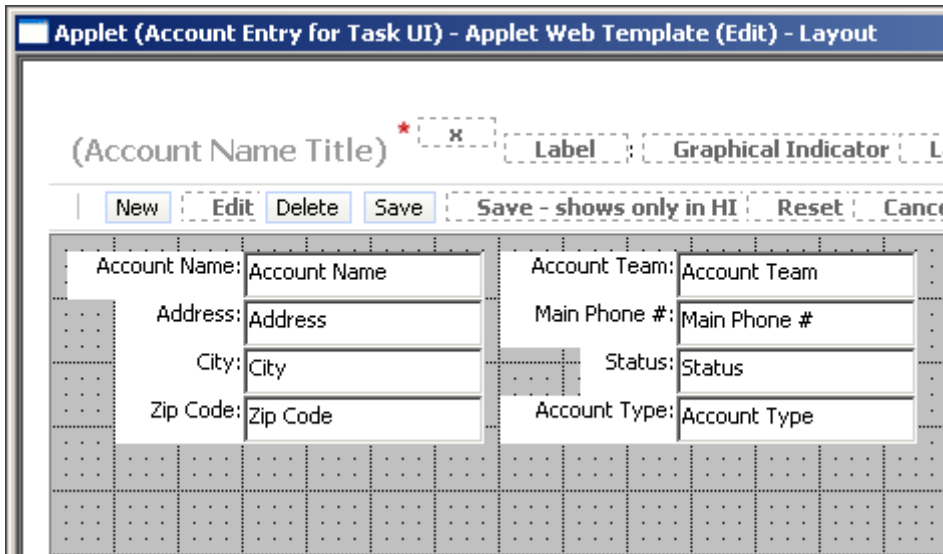 Applet (Account Entry for Task UI) - Applet Web Template (Edit) - Layout
(Account Name Title) * x Label : Graphical Indicator
New Edit Delete Save Save - shows only in HI Reset
Account Name: Account Name Account Team: Account Team
Address: Address Main Phone #: Main Phone #
City: City Status: Status
Zip Code: Zip Code Account Type: Account Type